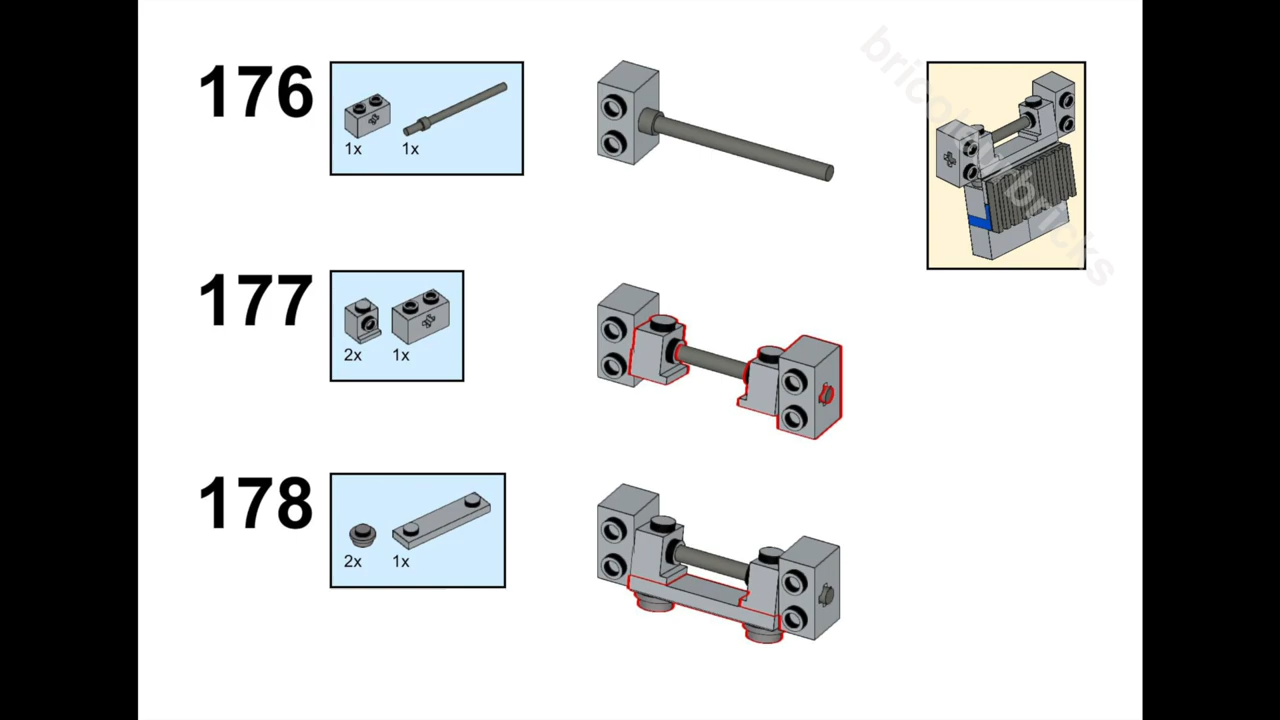 176
1x 1x
177
2x 1x
178
2x 1x